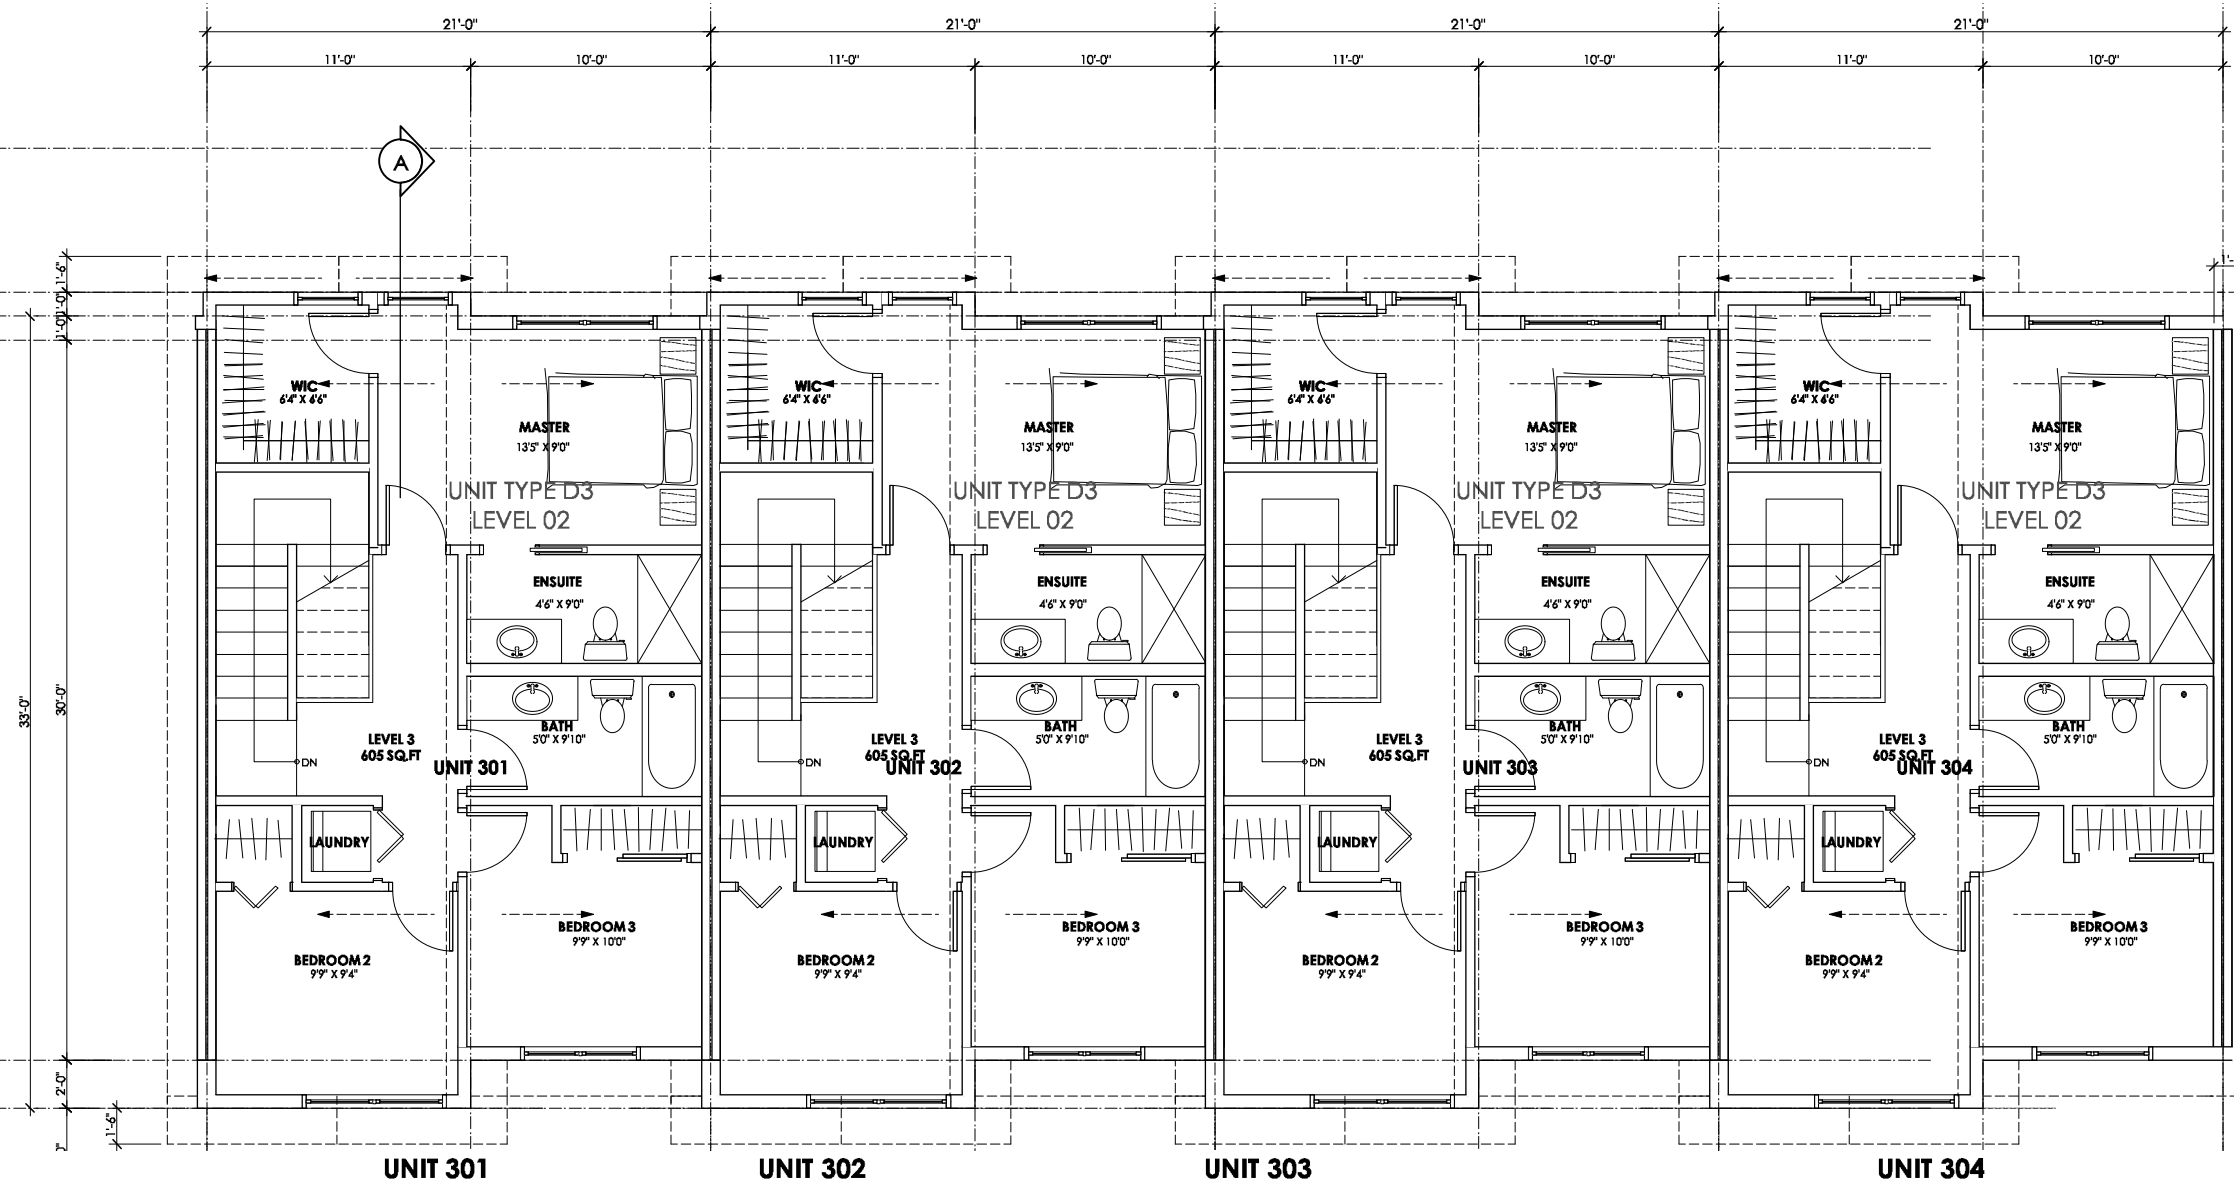 21'-0" 21'-0" 21'-0" 21'-0"
11'-0" 10'-0" 11'-0" 10'-0" 11'-0" 10'-0" 11'-0" 10'-0"
A
1'-6"
1'-0"
1'-0"
30'-0"
33'-0"
2'-0"
1'-6"
WIC WIC WIC WIC
6'4" X 6'6" 6'4" X 6'6" 6'4" X 6'6" 6'4" X 6'6"
MASTER MASTER MASTER MASTER
13'5" X 9'0" 13'5" X 9'0" 13'5" X 9'0" 13'5" X 9'0"
UNIT TYPE D3 UNIT TYPE D3 UNIT TYPE D3 UNIT TYPE D3
LEVEL 02 LEVEL 02 LEVEL 02 LEVEL 02
ENSUITE ENSUITE ENSUITE ENSUITE
4'6" X 9'0" 4'6" X 9'0" 4'6" X 9'0" 4'6" X 9'0"
BATH BATH BATH BATH
5'0" X 9'10" 5'0" X 9'10" 5'0" X 9'10" 5'0" X 9'10"
LEVEL 3 LEVEL 3 LEVEL 3 LEVEL 3
605 SQ.FT 605 SQ.FT 605 SQ.FT 605 SQ.FT
DN UNIT 301 DN UNIT 302 DN UNIT 303 DN UNIT 304
LAUNDRY LAUNDRY LAUNDRY LAUNDRY
BEDROOM 3 BEDROOM 3 BEDROOM 3 BEDROOM 3
9'9" X 10'0" 9'9" X 10'0" 9'9" X 10'0" 9'9" X 10'0"
BEDROOM 2 BEDROOM 2 BEDROOM 2 BEDROOM 2
9'9" X 9'4" 9'9" X 9'4" 9'9" X 9'4" 9'9" X 9'4"
UNIT 301 UNIT 302 UNIT 303 UNIT 304